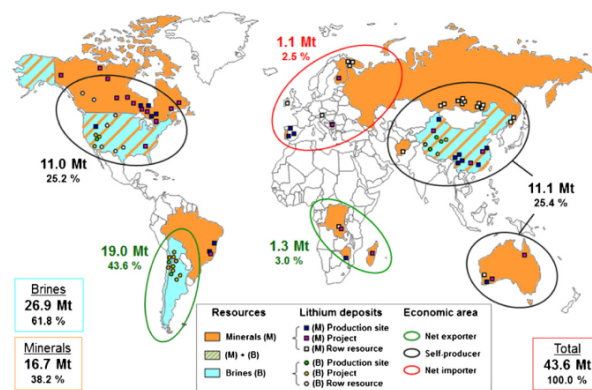 1.1 Mt
2.5 %
11.0 Mt
25.2 %
11.1 Mt
25.4 %
19.0 Mt
43.6 %
1.3 Mt
3.0 %
Brines
26.9 Mt
61.8 %
Minerals
16.7 Mt
38.2 %
Resources
Minerals (M)
(M) + (B)
Brines (B)
Lithium deposits
(M) Production site
(M) Project
(M) Row resource
(B) Production site
(B) Project
(B) Row resource
Economic area
Net exporter
Self-producer
Net importer
Total
43.6 Mt
100.0 %